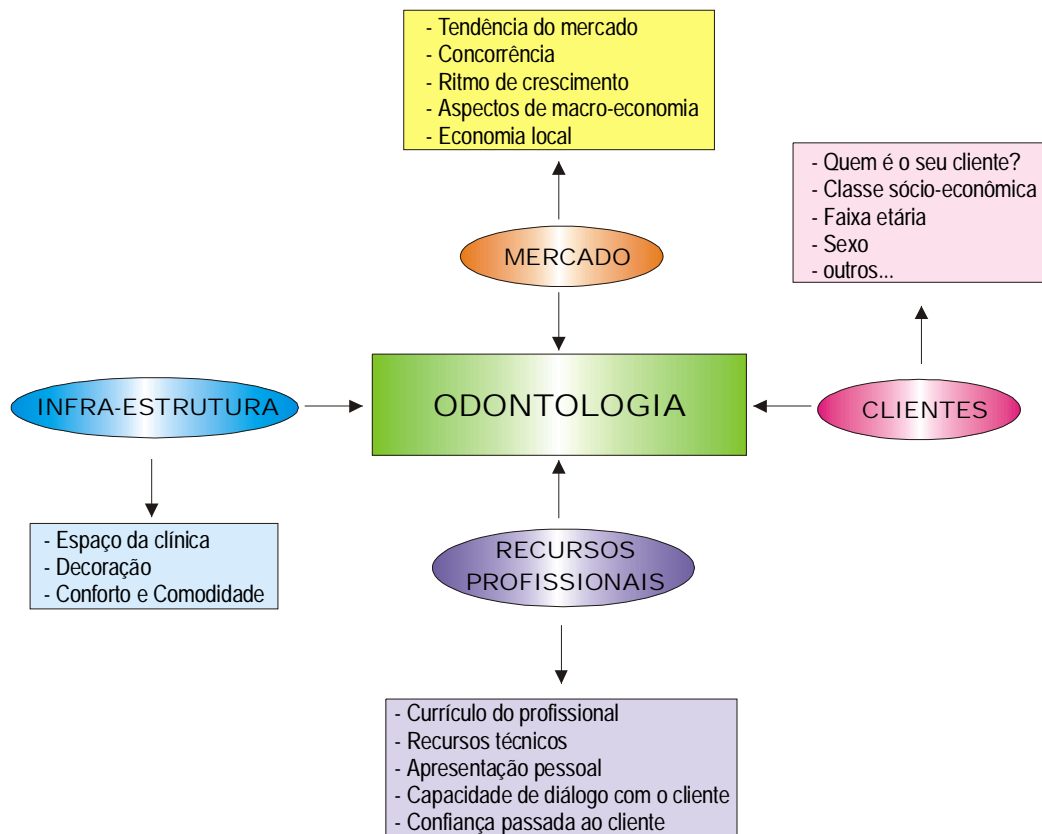 - Tendência do mercado
- Concorrência
- Ritmo de crescimento
- Aspectos de macro-economia
- Economia local
- Quem é o seu cliente?
- Classe sócio-econômica
- Faixa etária
- Sexo
- outros...
MERCADO
INFRA-ESTRUTURA
ODONTOLOGIA
CLIENTES
- Espaço da clínica
- Decoração
- Conforto e Comodidade
RECURSOS
PROFISSIONAIS
- Currículo do profissional
- Recursos técnicos
- Apresentação pessoal
- Capacidade de diálogo com o cliente
- Confiança passada ao cliente